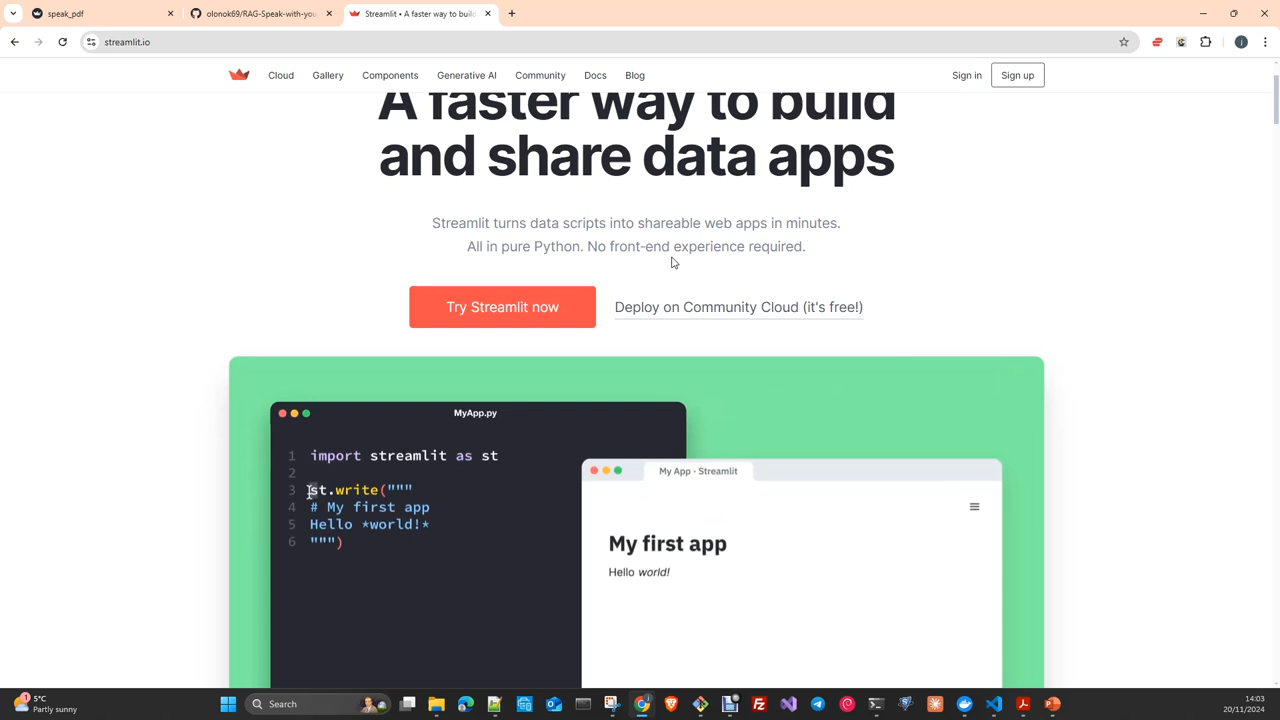 speak_pdf
olonok69/RAG-Speak-with-you
Streamlit • A faster way to buil
streamlit.io
Cloud
Gallery
Components
Generative AI
Community
Docs
Blog
Sign in
Sign up
A faster way to build
and share data apps
Streamlit turns data scripts into shareable web apps in minutes.
All in pure Python. No front-end experience required.
Try Streamlit now
Deploy on Community Cloud (it's free!)
MyApp.py
1 import streamlit as st
2
3 st.write("""
4 # My first app
5 Hello *world!*
6 """)
My App · Streamlit
My first app
Hello world!
1
5°C
Partly sunny
Search
14:03
20/11/2024